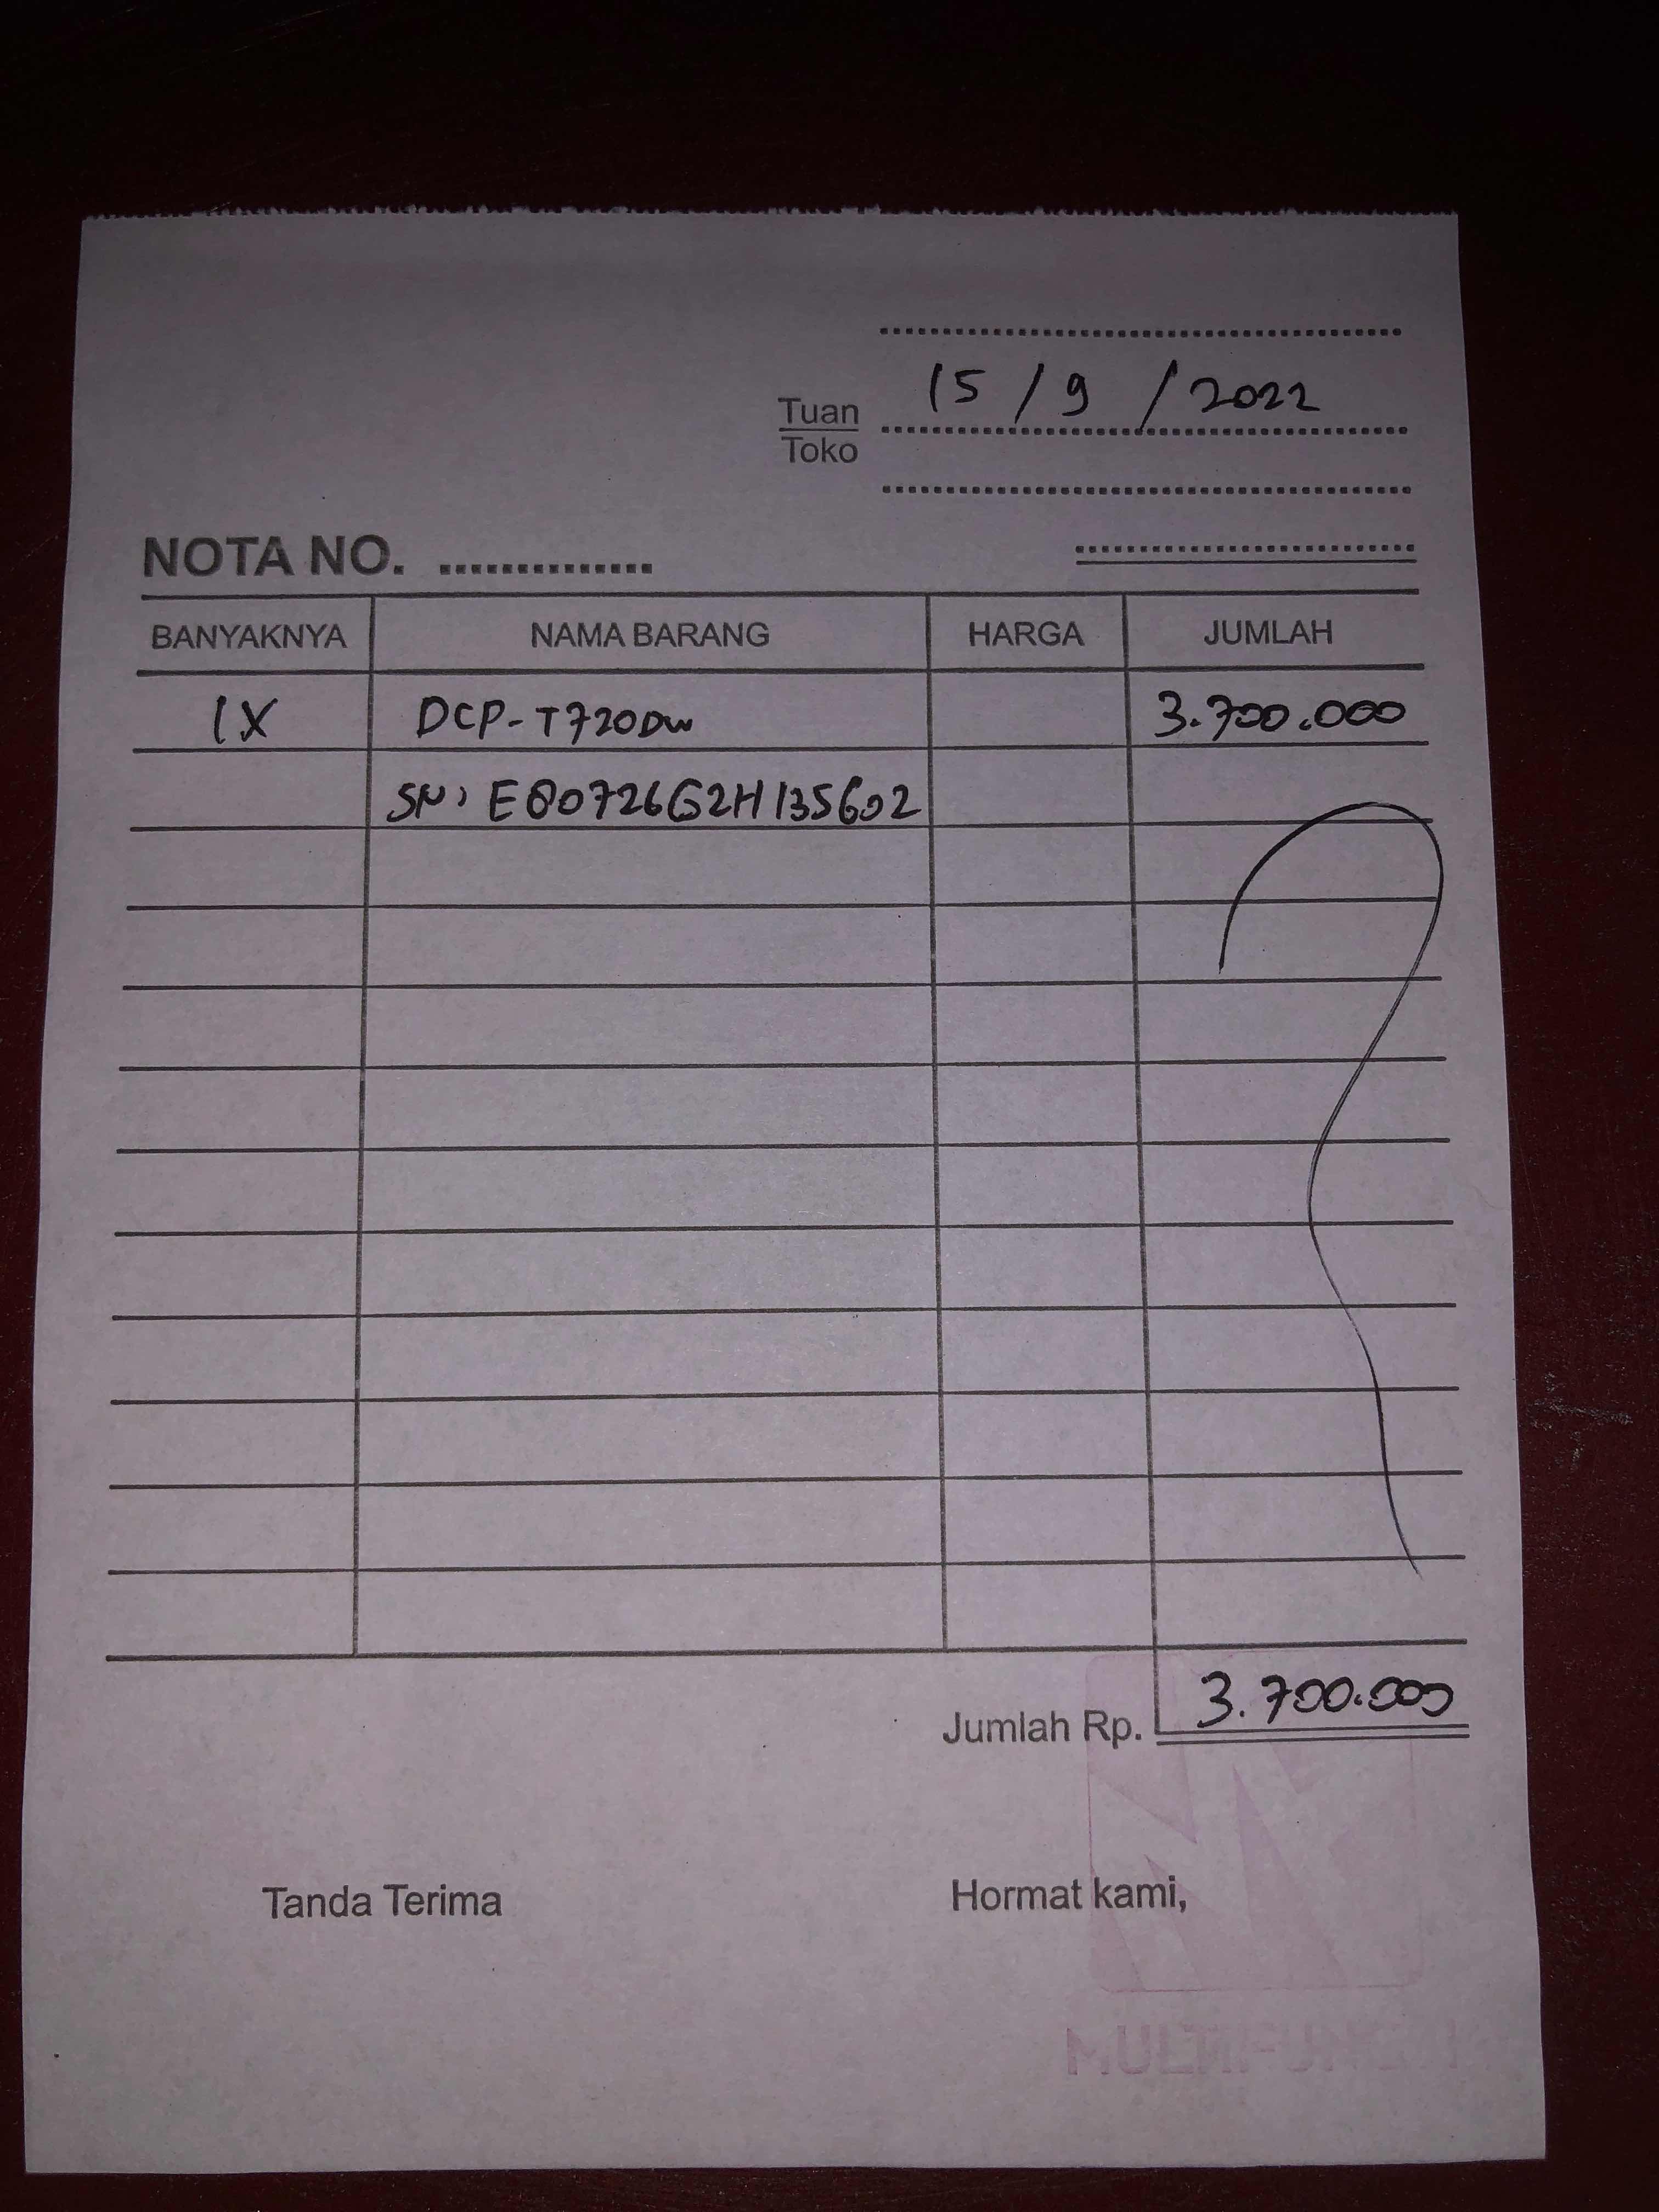 15/9/2022
Tuan
Toko
NOTA NO. ..............
BANYAKNYA NAMA BARANG HARGA JUMLAH
1X DCP-T720DW 3.700.000
SN: E80726G2H135602
Jumlah Rp. 3.700.000
Tanda Terima Hormat kami,